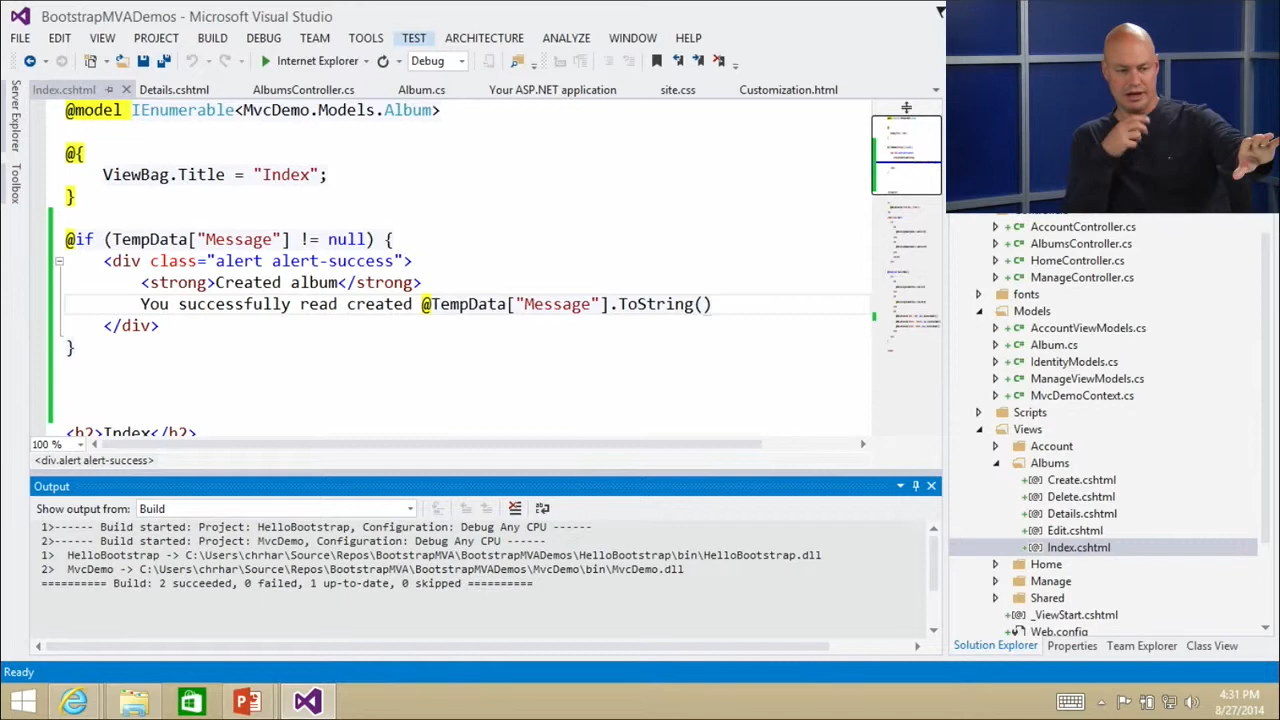 BootstrapMVADemos - Microsoft Visual Studio
FILE EDIT VIEW BUILD DEBUG TEAM TOOLS TEST ARCHITECTURE ANALYZE WINDOW HELP
Internet Explorer Debug
Server Explorer
Toolbox
Index.cshtml Details.cshtml AlbumsController.cs Album.cs Your ASP.NET application site.css Customization.html
@model IEnumerable<MvcDemo.Models.Album>
@{
ViewBag.Title = "Index";
}
@if (TempData["Message"] != null) {
<div class="alert alert-success">
<strong>Created album</strong>
You successfully rad created @TempData["Message"].ToString()
</div>
}
<h2>Index</h2>
100 %
<div.alert alert-success>
Output
Show output from: Build
1>------ Build started: Project: HelloBootstrap, Configuration: Debug Any CPU ------
2>------ Build started: Project: MvcDemo, Configuration: Debug Any CPU ------
1> HelloBootstrap -> C:\Users\chrhar\Source\Repos\BootstrapMVA\BootstrapMVADemos\HelloBootstrap\bin\HelloBootstrap.dll
2> MvcDemo -> C:\Users\chrhar\Source\Repos\BootstrapMVA\BootstrapMVADemos\MvcDemo\bin\MvcDemo.dll
========== Build: 2 succeeded, 0 failed, 1 up-to-date, 0 skipped ==========
AccountController.cs
AlbumsController.cs
HomeController.cs
ManageController.cs
fonts
Models
AccountViewModels.cs
Album.cs
IdentityModels.cs
ManageViewModels.cs
MvcDemoContext.cs
Scripts
Views
Account
Albums
Create.cshtml
Delete.cshtml
Details.cshtml
Edit.cshtml
Index.cshtml
Home
Manage
Shared
_ViewStart.cshtml
Web.config
Solution Explorer Properties Team Explorer Class View
Ready
4:31 PM
8/27/2014